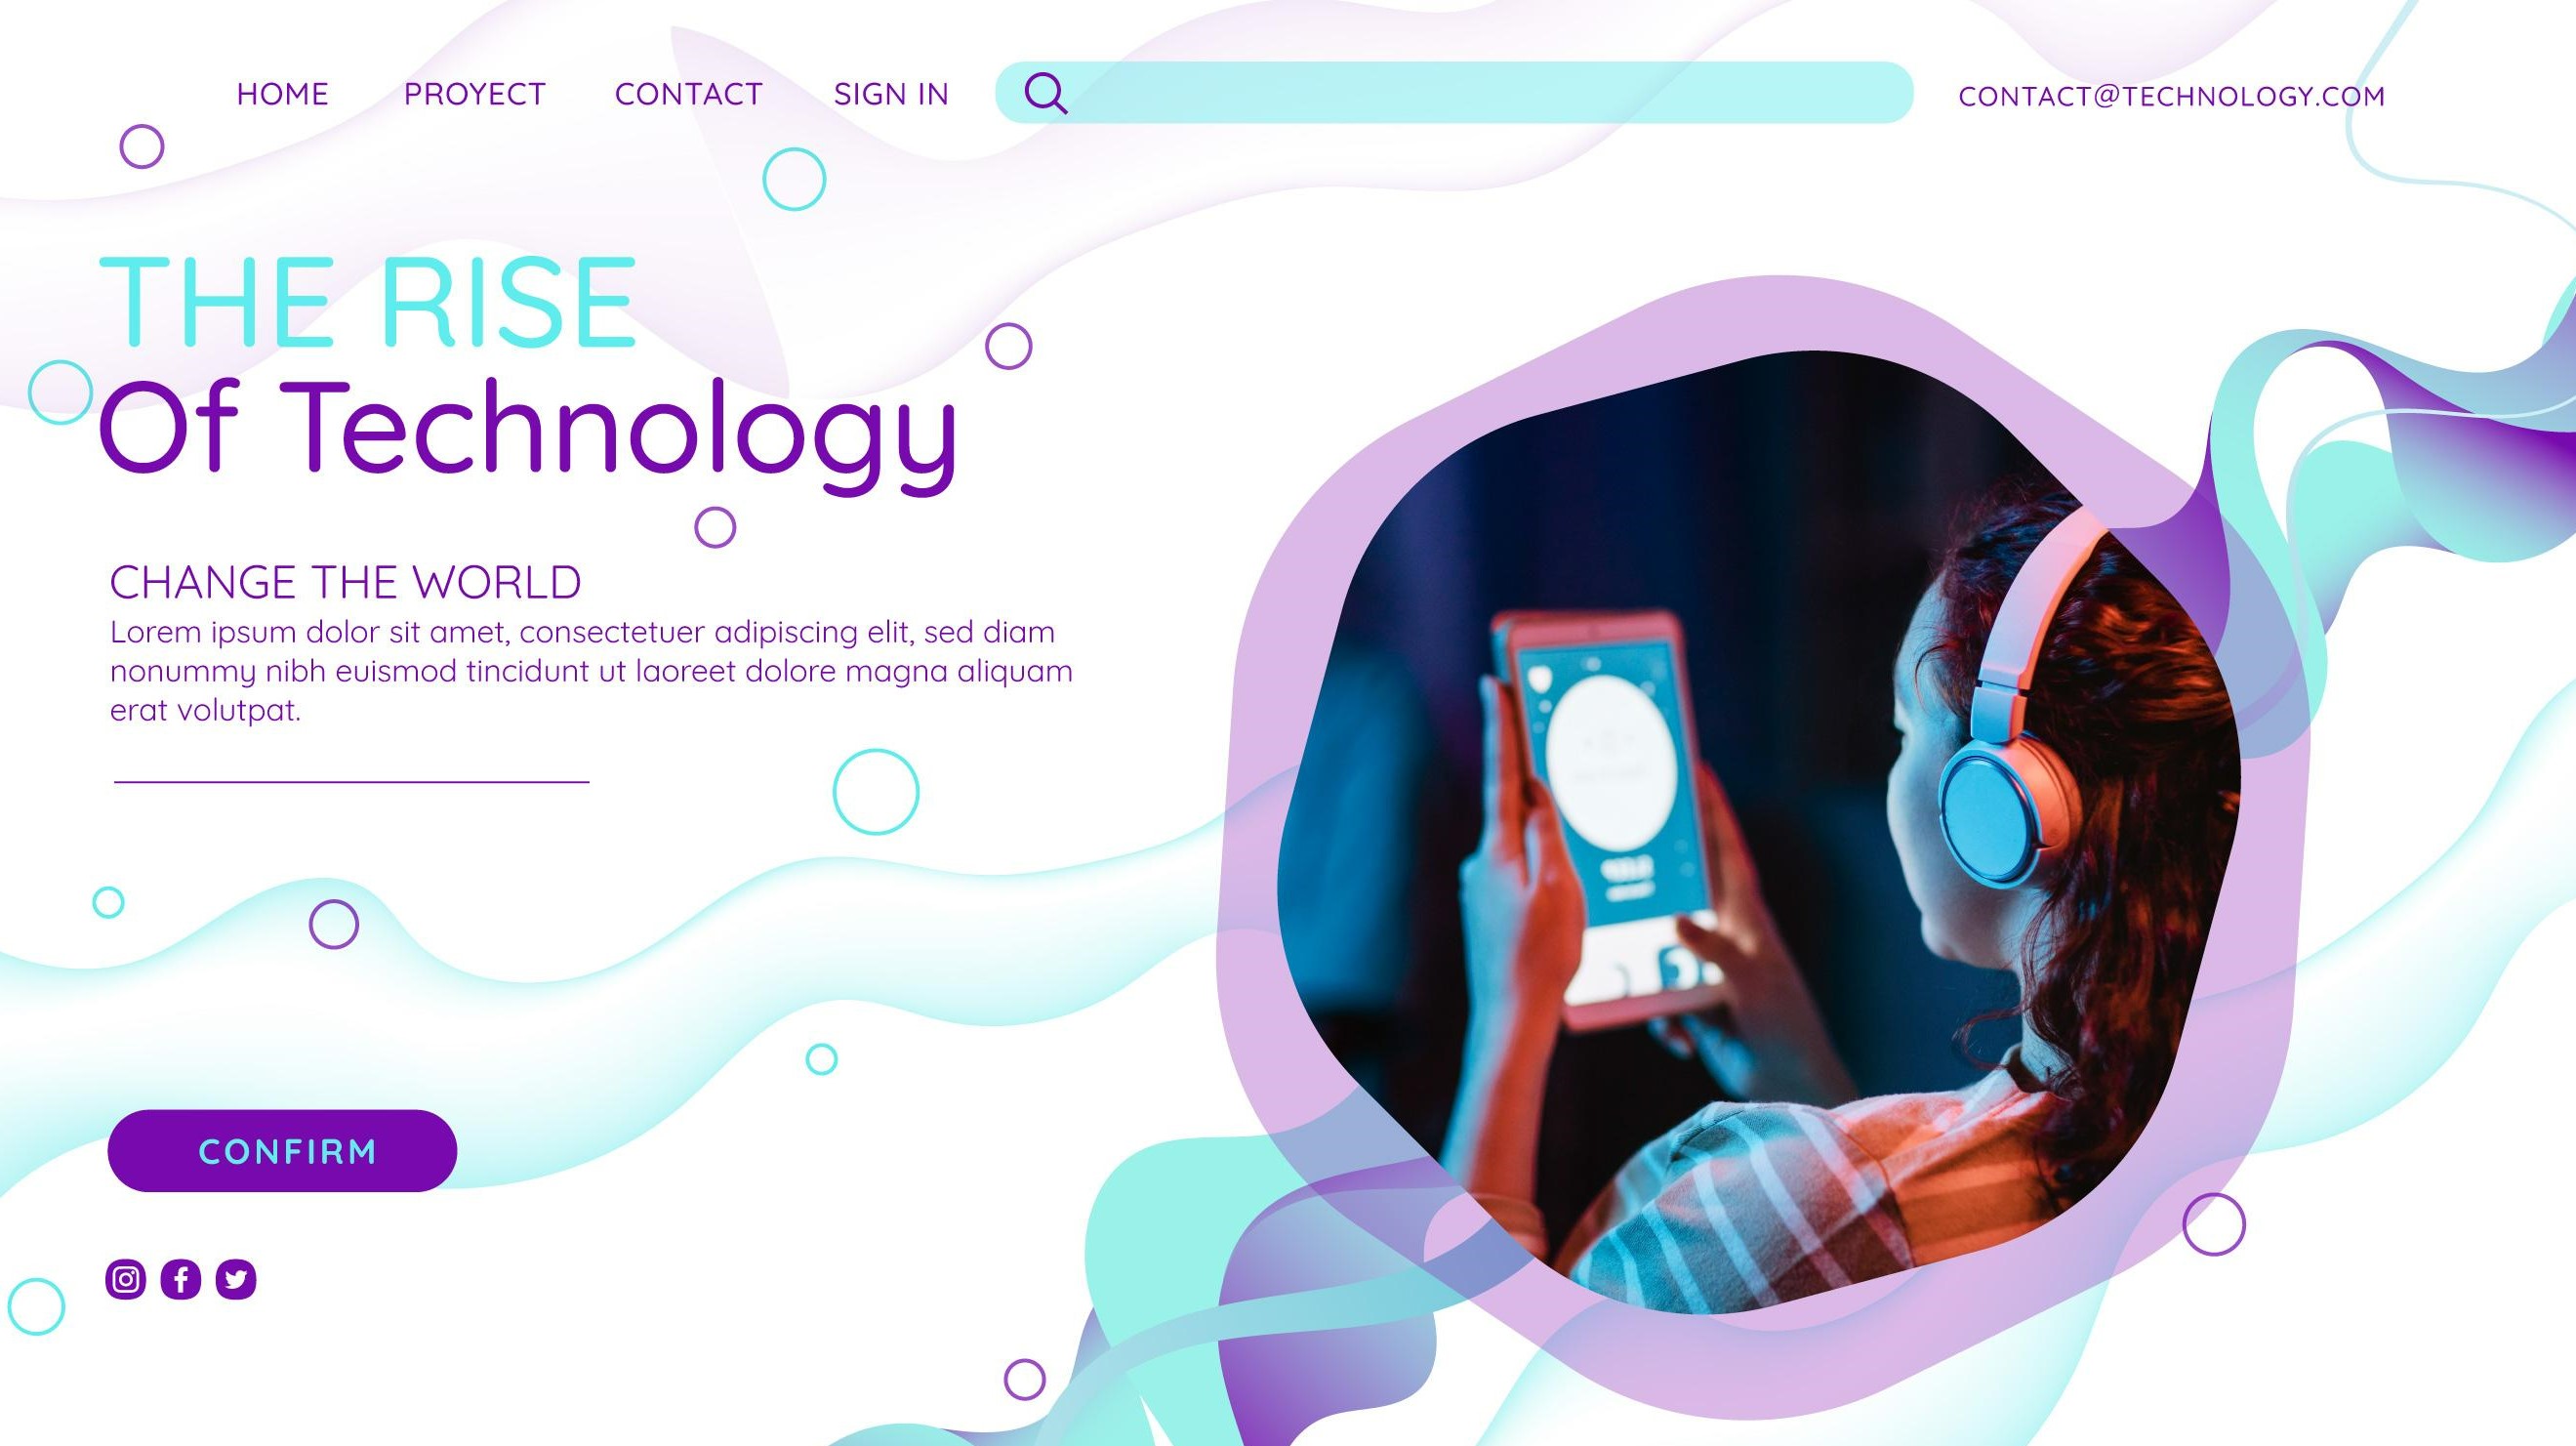 HOME PROYECT CONTACT SIGN IN CONTACT@TECHNOLOGY.COM
THE RISE
Of Technology
CHANGE THE WORLD
Lorem ipsum dolor sit amet, consectetuer adipiscing elit, sed diam
nonummy nibh euismod tincidunt ut laoreet dolore magna aliquam
erat volutpat.
CONFIRM